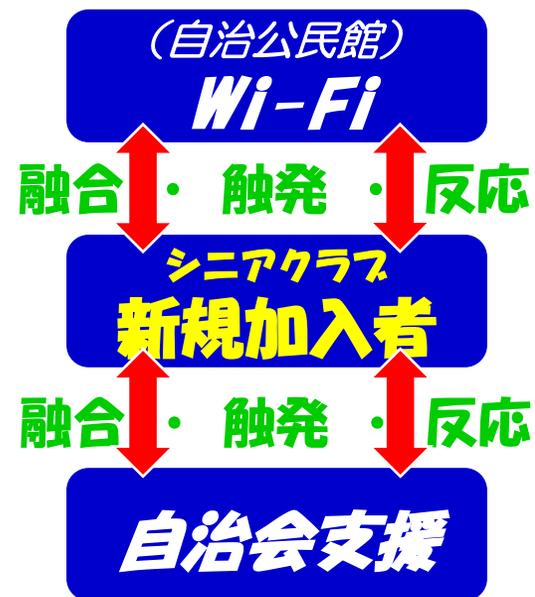 （自治公民館）
Wi-Fi
融合・触発・反応
シニアクラブ
新規加入者
融合・触発・反応
自治会支援